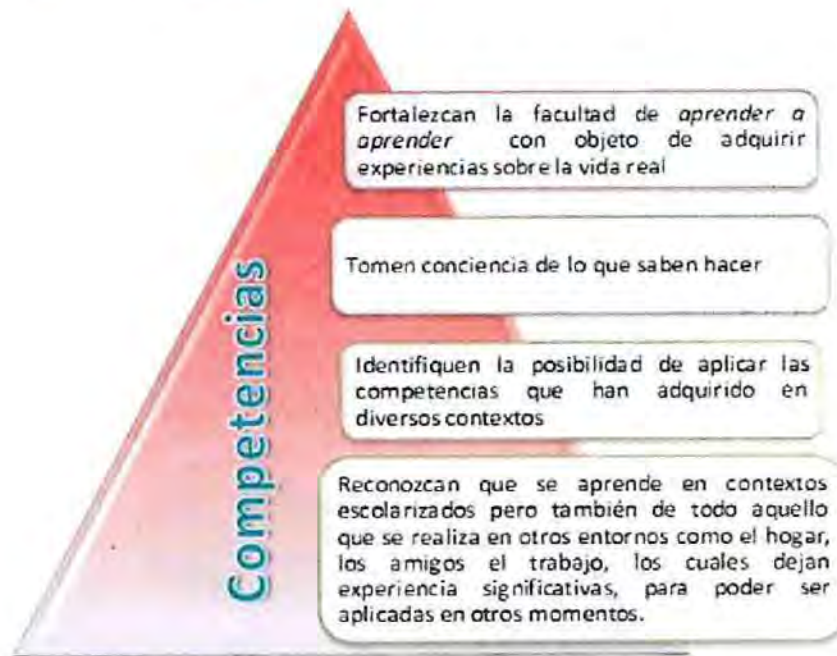 Competencias
Fortalezcan la facultad de aprender a
aprender con objeto de adquirir
experiencias sobre la vida real
Tomen conciencia de lo que saben hacer
Identifiquen la posibilidad de aplicar las
competencias que han adquirido en
diversos contextos
Reconozcan que se aprende en contextos
escolarizados pero también de todo aquello
que se realiza en otros entornos como el hogar,
los amigos el trabajo, los cuales dejan
experiencia significativas, para poder ser
aplicadas en otros momentos.